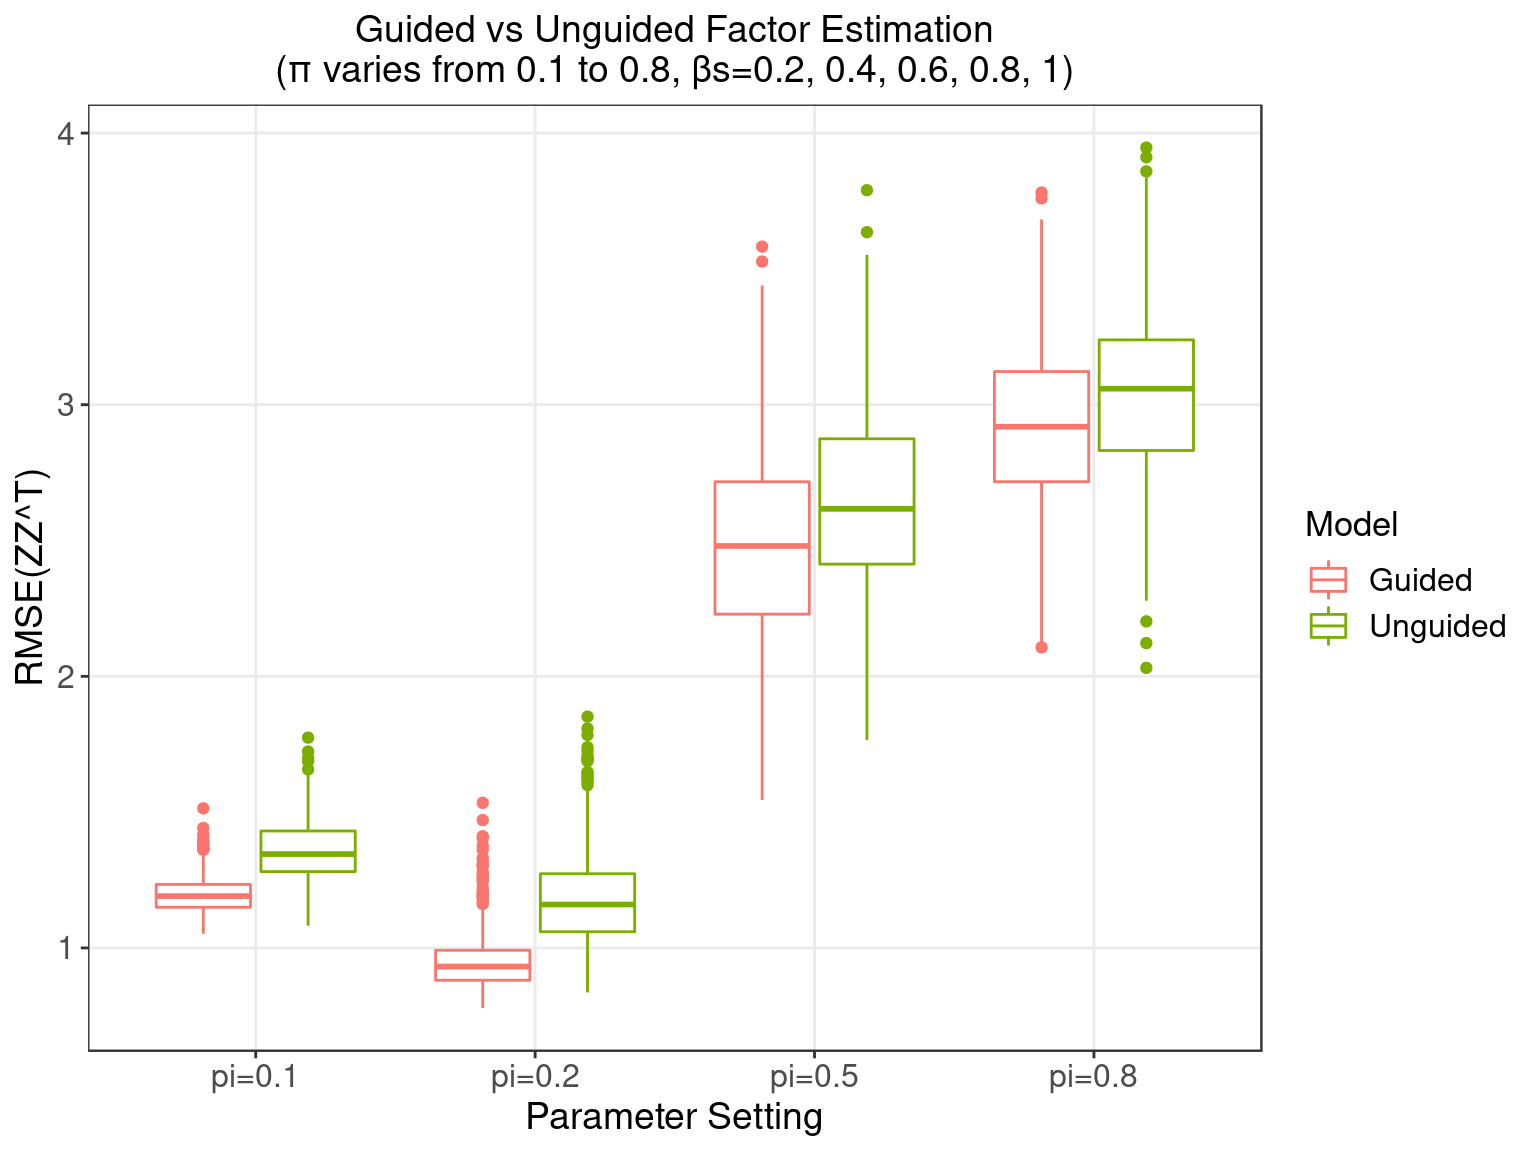 Guided vs Unguided Factor Estimation
(π varies from 0.1 to 0.8, βs=0.2, 0.4, 0.6, 0.8, 1)
RMSE(ZZ^T)
4
3
2
1
pi=0.1
pi=0.2
pi=0.5
pi=0.8
Parameter Setting
Model
Guided
Unguided